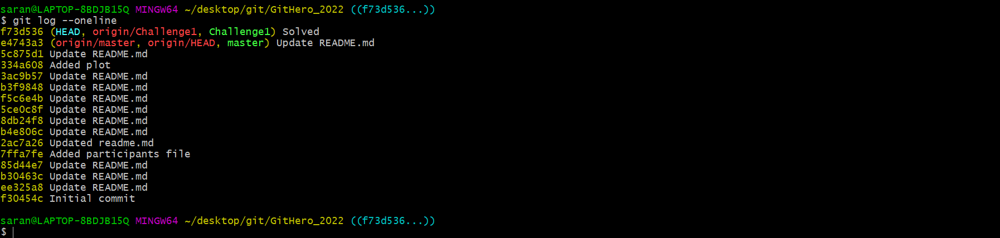 saran@LAPTOP-8BDJB15Q MINGW64 ~/desktop/git/GitHero_2022 ((f73d536...))
$ git log --oneline
f73d536 (HEAD, origin/Challenge1, Challenge1) Solved
e4743a3 (origin/master, origin/HEAD, master) Update README.md
5c875d1 Update README.md
334a608 Added plot
3ac9b57 Update README.md
b3f9848 Update README.md
f5c6e4b Update README.md
5ce0c8f Update README.md
8db24f8 Update README.md
b4e806c Update README.md
2ac7a26 Updated readme.md
7ffa7fe Added participants file
85d44e7 Update README.md
b30463c Update README.md
ee325a8 Update README.md
f30454c Initial commit
saran@LAPTOP-8BDJB15Q MINGW64 ~/desktop/git/GitHero_2022 ((f73d536...))
$